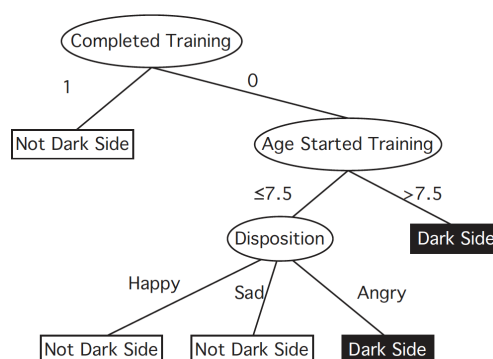 Completed Training
1
0
Not Dark Side
Age Started Training
≤7.5
>7.5
Disposition
Dark Side
Happy
Sad
Angry
Not Dark Side
Not Dark Side
Dark Side